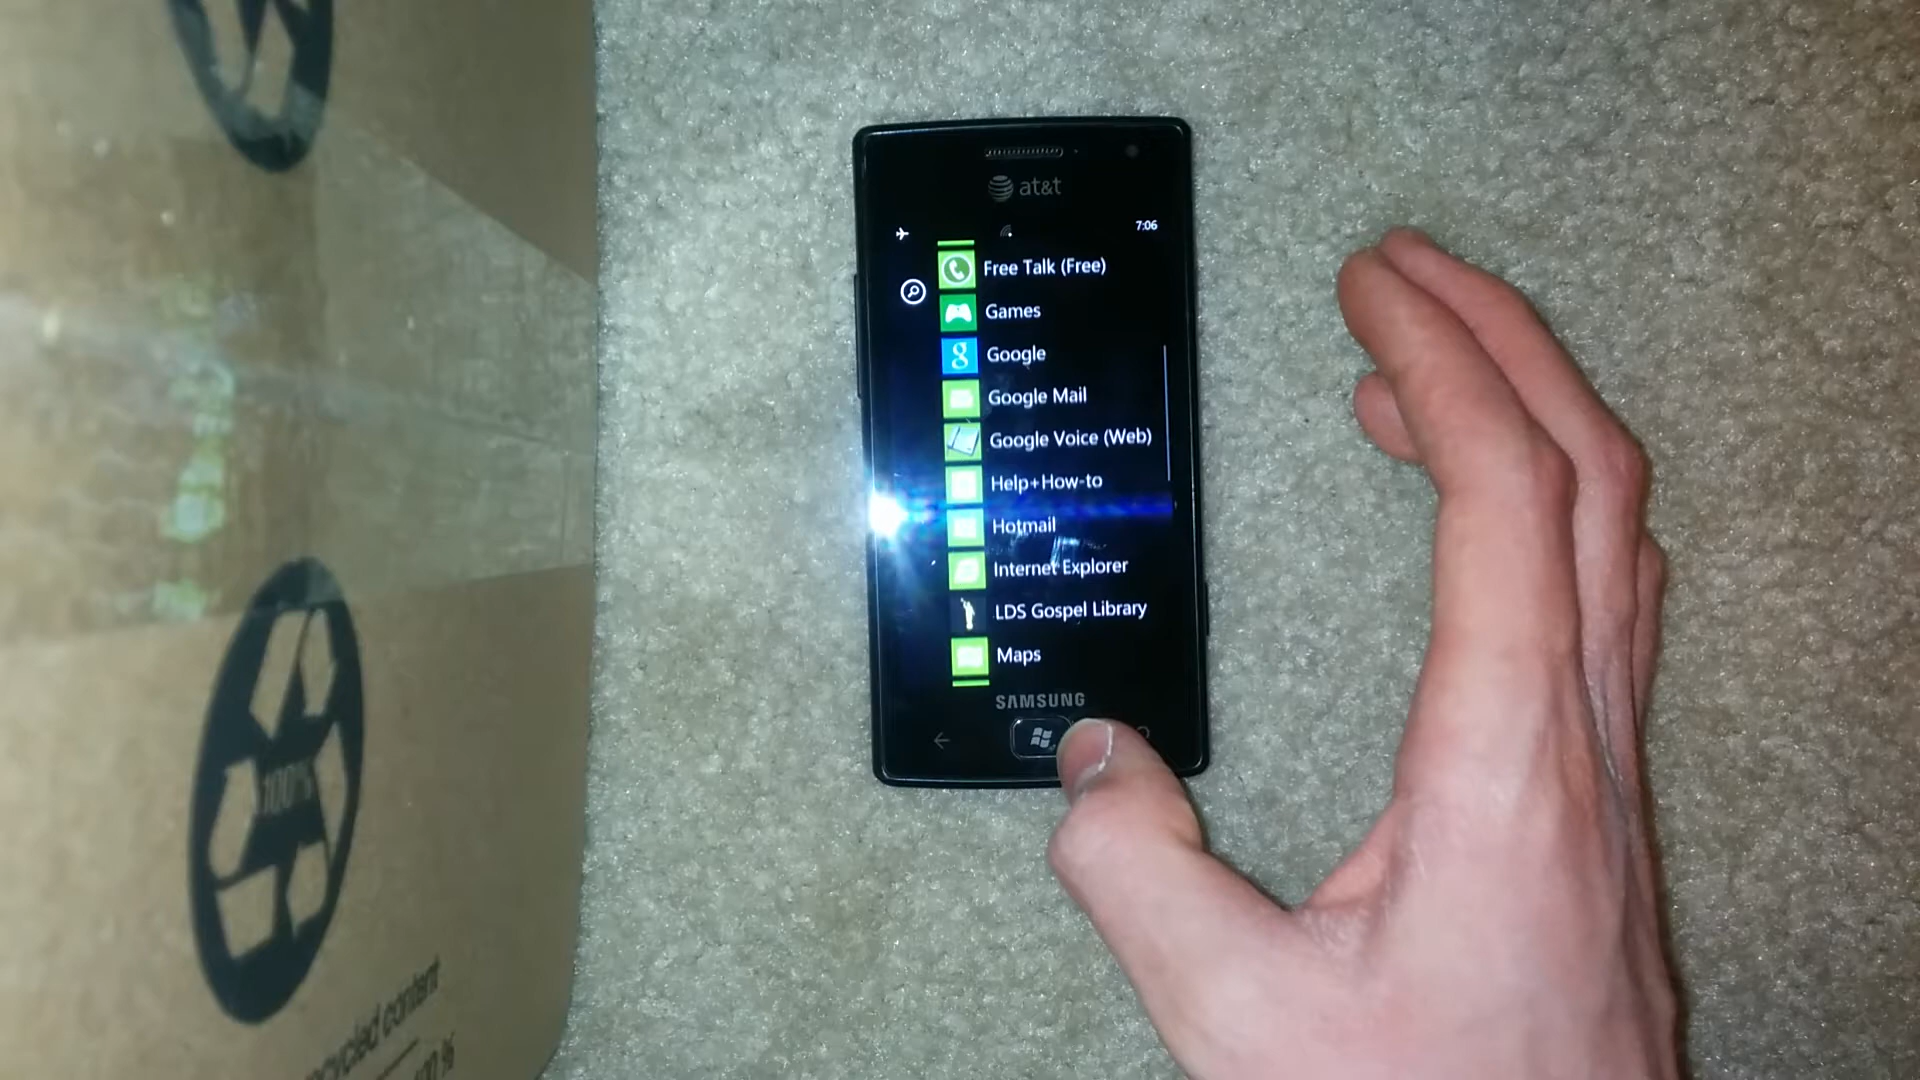 at&t
7:06
Free Talk (Free)
Games
Google
Google Mail
Google Voice (Web)
Help+How-to
Hotmail
Internet Explorer
LDS Gospel Library
Maps
SAMSUNG
100%
content